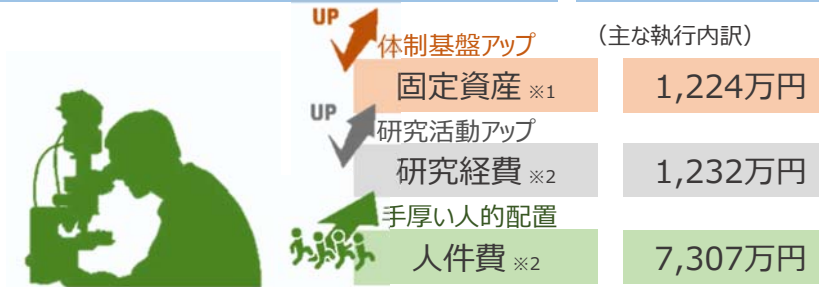 UP
体制基盤アップ
（主な執行内訳）
固定資産 ※1
1,224万円
UP
研究活動アップ
研究経費 ※2
1,232万円
手厚い人的配置
人件費 ※2
7,307万円